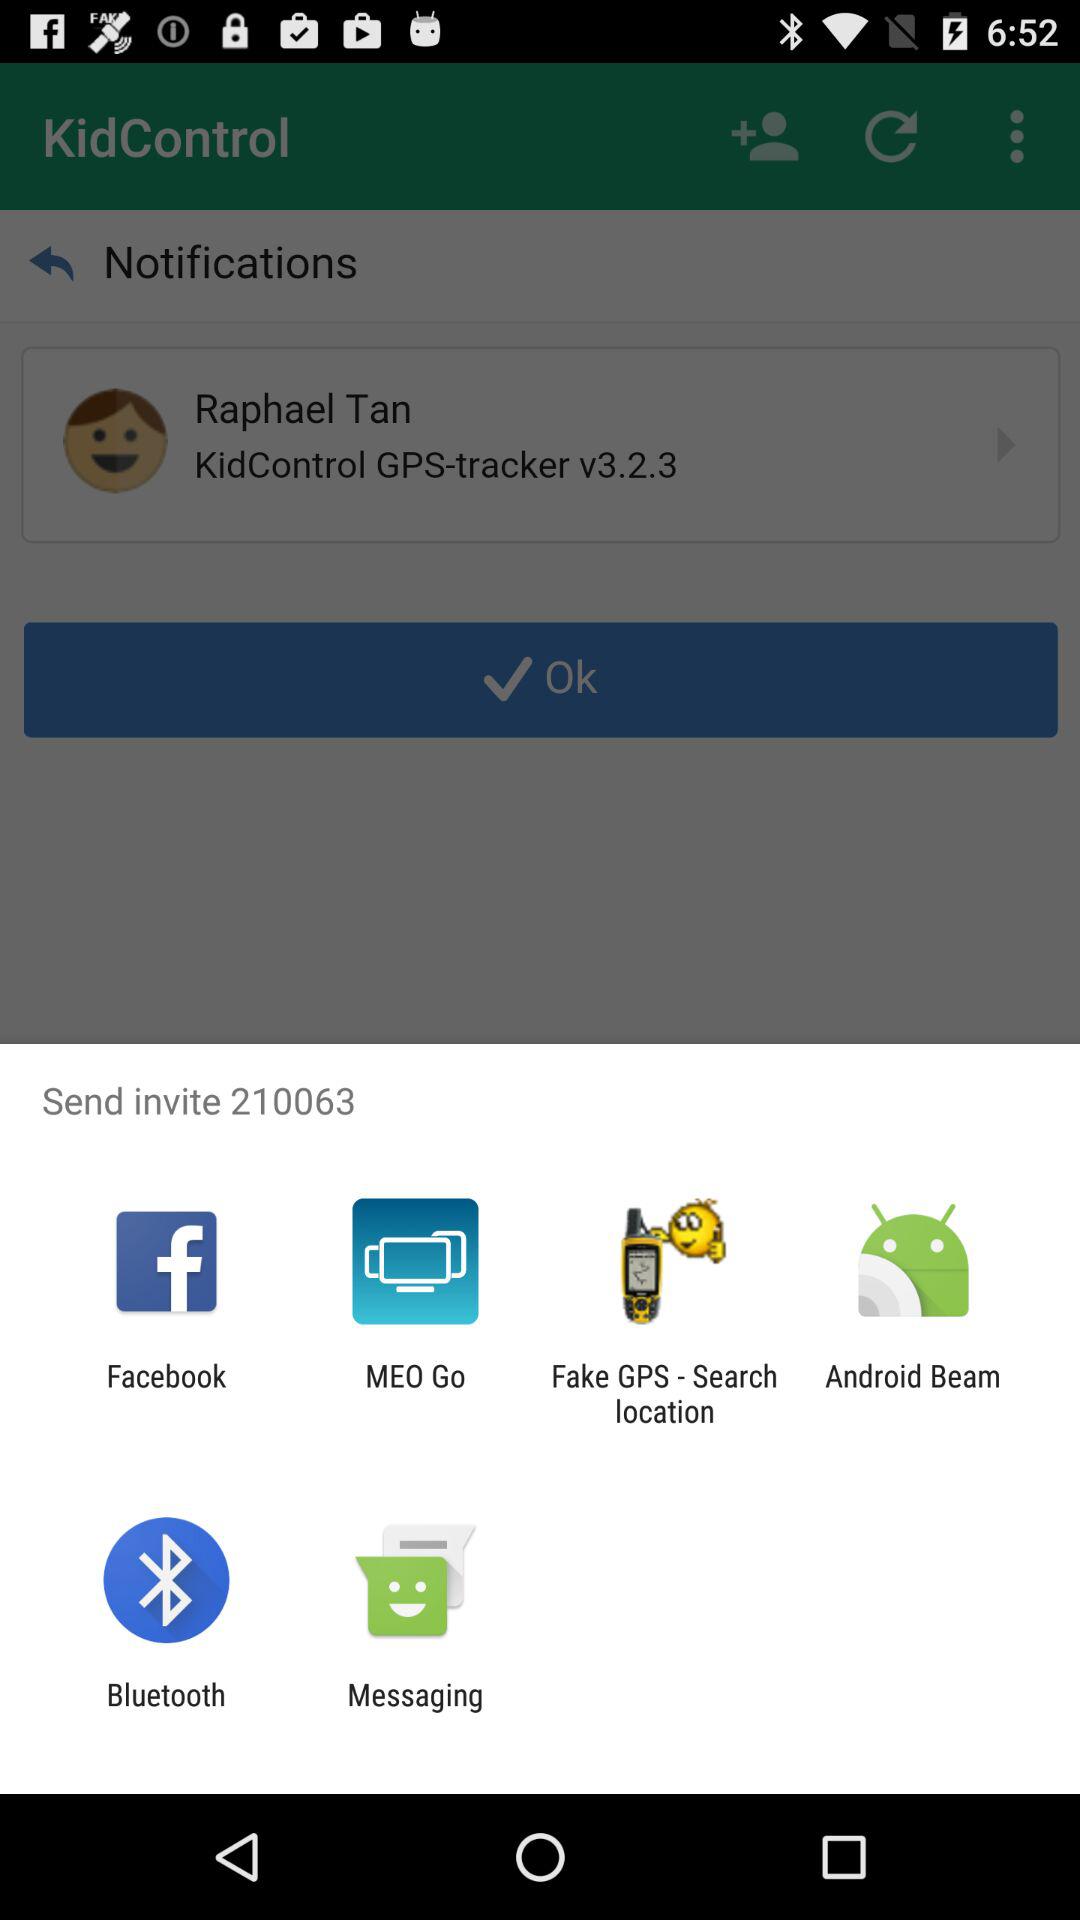 FAKE
6:52
KidControl
Notifications
Raphael Tan
KidControl GPS-tracker v3.2.3
Ok
Send invite 210063
Facebook
MEO Go
Fake GPS - Search
location
Android Beam
Bluetooth
Messaging